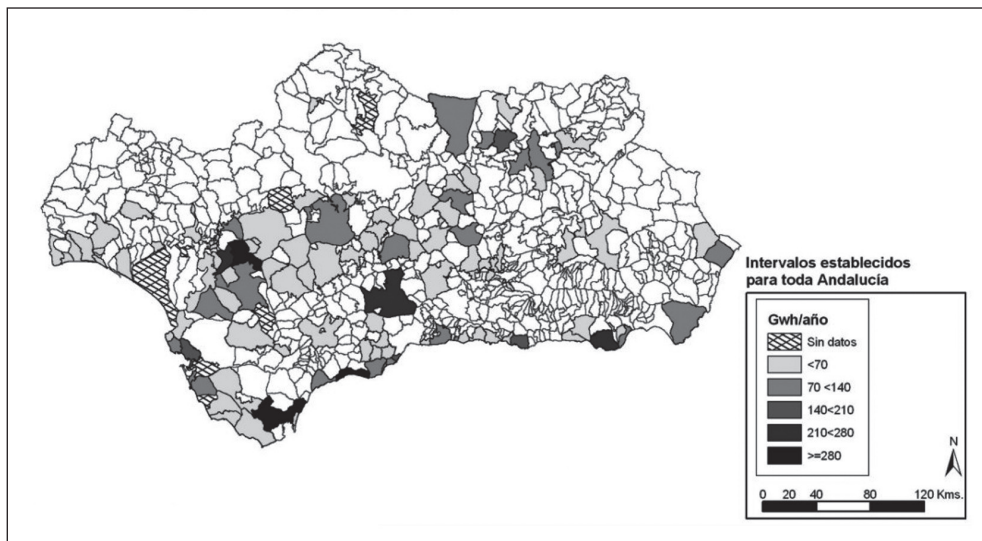 Intervalos establecidos
para toda Andalucía
Gwh/año
Sin datos
<70
70 <140
140<210
210<280
>=280
N
0 20 40 80 120 Kms.